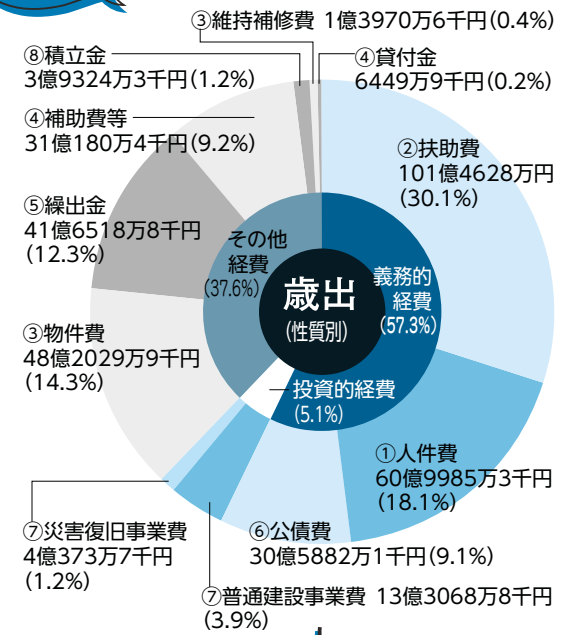 ③維持補修費 1億3970万6千円(0.4%)
⑧積立金
3億9324万3千円(1.2%)
④貸付金
6449万9千円(0.2%)
④補助費等
31億180万4千円(9.2%)
②扶助費
101億4628万円
(30.1%)
⑤繰出金
41億6518万8千円
(12.3%)
その他
経費
(37.6%)
歳出
(性質別)
義務的
経費
(57.3%)
③物件費
48億2029万9千円
(14.3%)
投資的経費
(5.1%)
①人件費
60億9985万3千円
(18.1%)
⑦災害復旧事業費
4億373万7千円
(1.2%)
⑥公債費
30億5882万1千円(9.1%)
⑦普通建設事業費 13億3068万8千円
(3.9%)